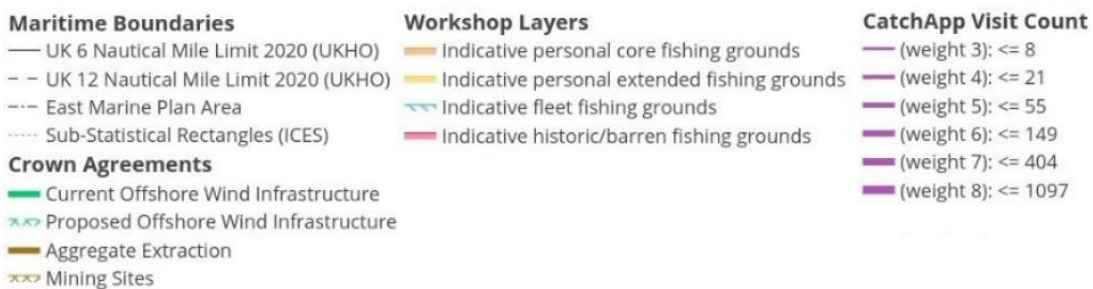 Maritime Boundaries
UK 6 Nautical Mile Limit 2020 (UKHO)
UK 12 Nautical Mile Limit 2020 (UKHO)
East Marine Plan Area
Sub-Statistical Rectangles (ICES)
Crown Agreements
Current Offshore Wind Infrastructure
Proposed Offshore Wind Infrastructure
Aggregate Extraction
Mining Sites
Workshop Layers
Indicative personal core fishing grounds
Indicative personal extended fishing grounds
Indicative fleet fishing grounds
Indicative historic/barren fishing grounds
CatchApp Visit Count
(weight 3): <= 8
(weight 4): <= 21
(weight 5): <= 55
(weight 6): <= 149
(weight 7): <= 404
(weight 8): <= 1097